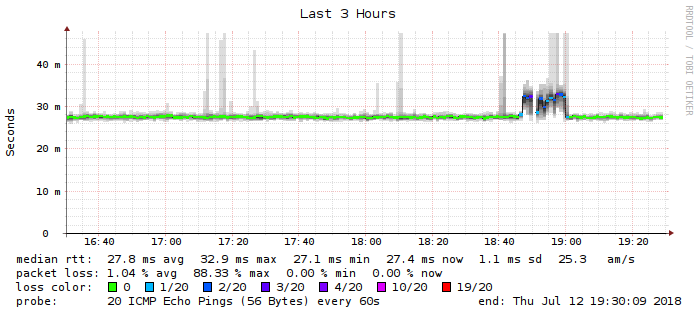 Last 3 Hours
RRDTOOL / TOBI OETIKER
Seconds
40 m
30 m
20 m
10 m
0
16:40 17:00 17:20 17:40 18:00 18:20 18:40 19:00 19:20
median rtt: 27.8 ms avg 32.9 ms max 27.1 ms min 27.4 ms now 1.1 ms sd 25.3 am/s
packet loss: 1.04 % avg 88.33 % max 0.00 % min 0.00 % now
loss color: 0 1/20 2/20 3/20 4/20 10/20 19/20
probe: 20 ICMP Echo Pings (56 Bytes) every 60s end: Thu Jul 12 19:30:09 2018